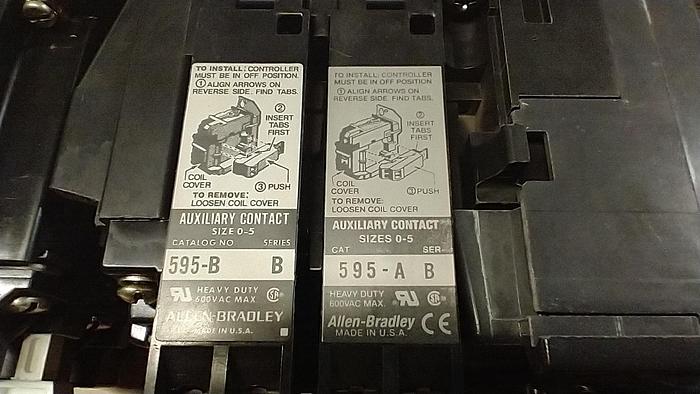 TO INSTALL: CONTROLLER
MUST BE IN OFF POSITION.
① ALIGN ARROWS ON
REVERSE SIDE. FIND TABS.
②
INSERT
TABS
FIRST
COIL
COVER
③ PUSH
TO REMOVE:
LOOSEN COIL COVER
AUXILIARY CONTACT
SIZE 0-5
CATALOG NO SERIES
595-B B
HEAVY DUTY
600VAC MAX
ALLEN-BRADLEY
MADE IN U.S.A.
TO INSTALL: CONTROLLER
MUST BE IN OFF POSITION.
① ALIGN ARROWS ON
REVERSE SIDE. FIND TABS.
②
INSERT
TABS
FIRST
COIL
COVER
③ PUSH
TO REMOVE:
LOOSEN COIL COVER
AUXILIARY CONTACT
SIZES 0-5
CAT SER
595-A B
HEAVY DUTY
600VAC MAX.
Allen-Bradley CE
MADE IN U.S.A.